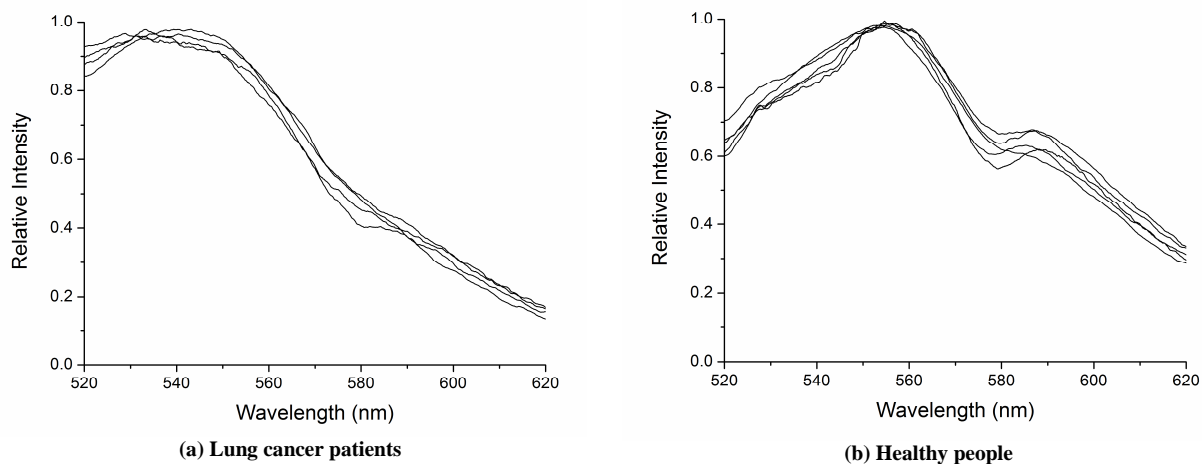 1.0
0.8
0.6
0.4
0.2
0.0
Relative Intensity
520 540 560 580 600 620
Wavelength (nm)
(a) Lung cancer patients
1.0
0.8
0.6
0.4
0.2
0.0
Relative Intensity
520 540 560 580 600 620
Wavelength (nm)
(b) Healthy people